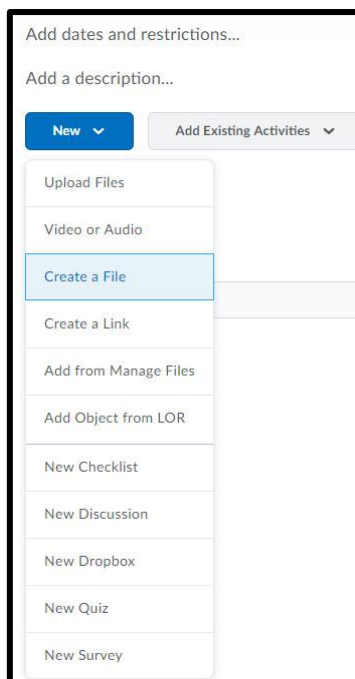 Add dates and restrictions...
Add a description...
New Add Existing Activities
Upload Files
Video or Audio
Create a File
Create a Link
Add from Manage Files
Add Object from LOR
New Checklist
New Discussion
New Dropbox
New Quiz
New Survey